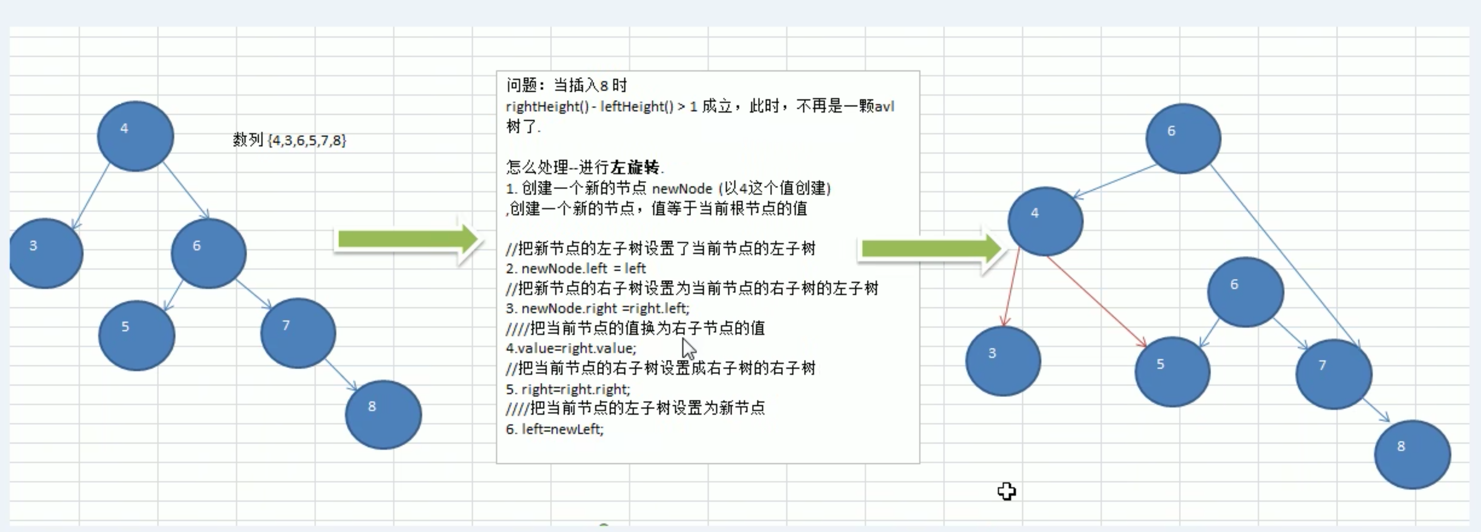 4
3
6
5
7
8
数列 {4,3,6,5,7,8}
问题：当插入8 时
rightHeight() - leftHeight() > 1 成立，此时，不再是一颗avl
树了.
怎么处理--进行左旋转.
1. 创建一个新的节点 newNode (以4这个值创建)
,创建一个新的节点，值等于当前根节点的值
//把新节点的左子树设置了当前节点的左子树
2. newNode.left = left
//把新节点的右子树设置为当前节点的右子树的左子树
3. newNode.right =right.left;
////把当前节点的值换为右子节点的值
4.value=right.value;
//把当前节点的右子树设置成右子树的右子树
5. right=right.right;
////把当前节点的左子树设置为新节点
6. left=newLeft;
6
4
6
3
5
7
8